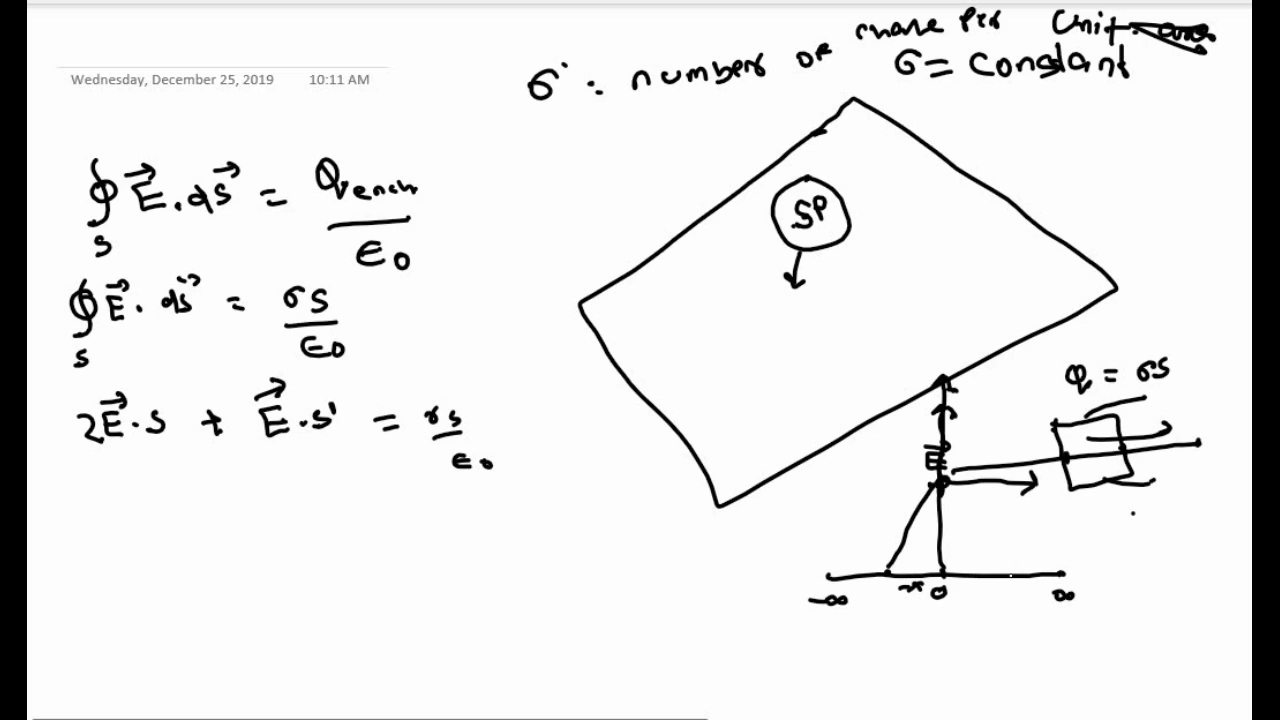 Wednesday, December 25, 2019 10:11 AM
σ : number of charge per Unit
σ = constant
∮ₛ E⃗ . ds⃗ = Qench / ε₀
∮ₛ E⃗ . ds⃗ = σs / ε₀
2E⃗ . s + E⃗ . s' = σs / ε₀
SP
Q = σs
E
-∞ -x 0 ∞